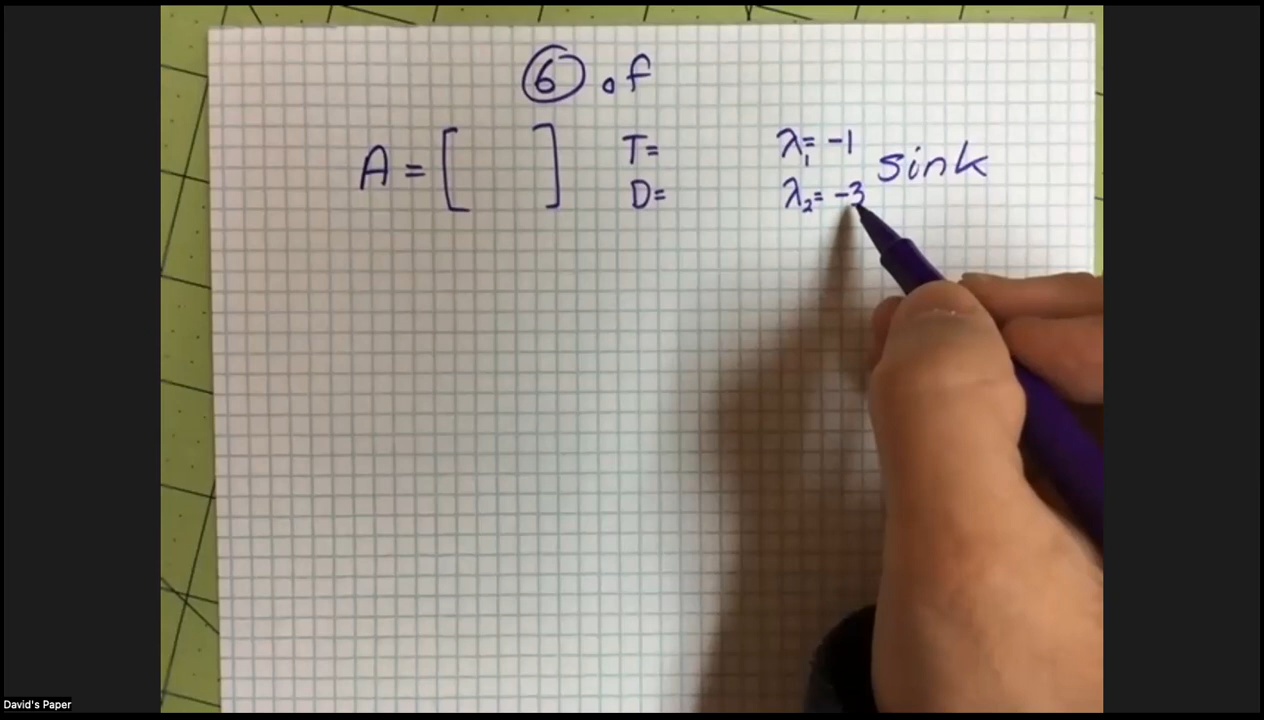 ⑥.f
A = [ ] T= λ₁= -1 sink
D= λ₂= -3
David's Paper